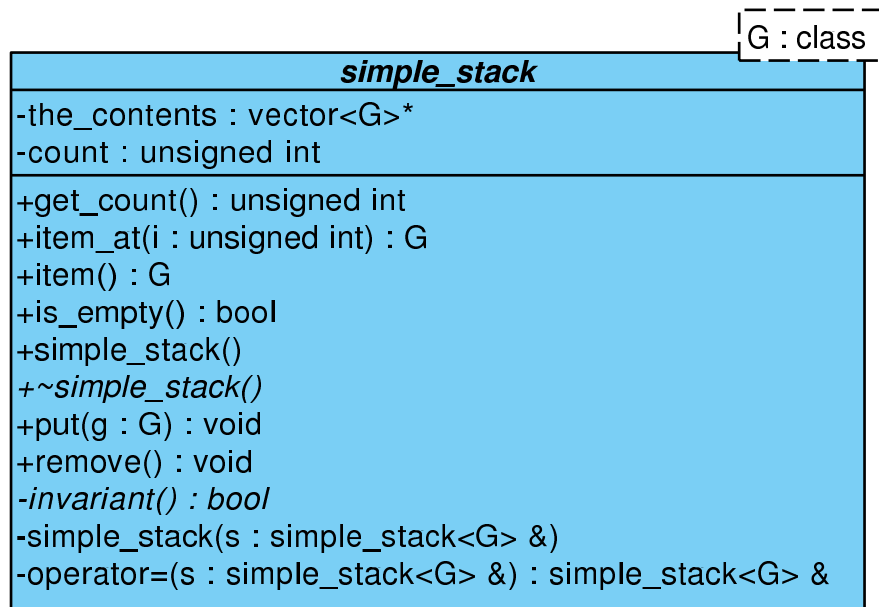 G : class
simple_stack
-the_contents : vector<G>*
-count : unsigned int
+get_count() : unsigned int
+item_at(i : unsigned int) : G
+item() : G
+is_empty() : bool
+simple_stack()
+~simple_stack()
+put(g : G) : void
+remove() : void
-invariant() : bool
-simple_stack(s : simple_stack<G> &)
-operator=(s : simple_stack<G> &) : simple_stack<G> &